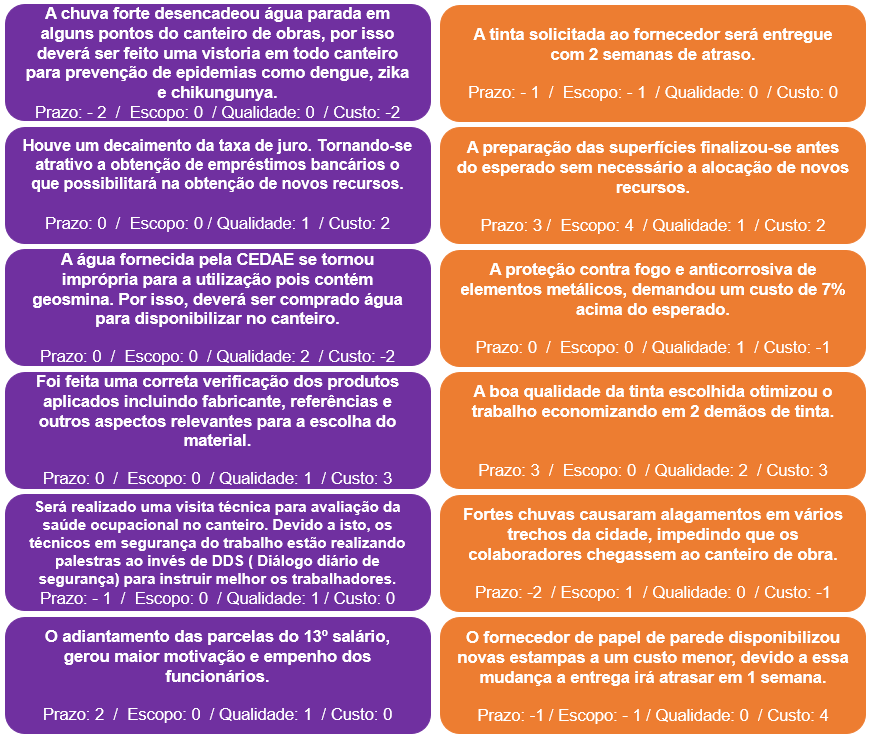 A chuva forte desencadeou água parada em
alguns pontos do canteiro de obras, por isso
deverá ser feito uma vistoria em todo canteiro
para prevenção de epidemias como dengue, zika
e chikungunya.
Prazo: - 2 / Escopo: 0 / Qualidade: 0 / Custo: -2
A tinta solicitada ao fornecedor será entregue
com 2 semanas de atraso.
Prazo: - 1 / Escopo: - 1 / Qualidade: 0 / Custo: 0
Houve um decaimento da taxa de juro. Tornando-se
atrativo a obtenção de empréstimos bancários o
que possibilitará na obtenção de novos recursos.
Prazo: 0 / Escopo: 0 / Qualidade: 1 / Custo: 2
A preparação das superfícies finalizou-se antes
do esperado sem necessário a alocação de novos
recursos.
Prazo: 3 / Escopo: 4 / Qualidade: 1 / Custo: 2
A água fornecida pela CEDAE se tornou
imprópria para a utilização pois contém
geosmina. Por isso, deverá ser comprado água
para disponibilizar no canteiro.
Prazo: 0 / Escopo: 0 / Qualidade: 2 / Custo: -2
A proteção contra fogo e anticorrosiva de
elementos metálicos, demandou um custo de 7%
acima do esperado.
Prazo: 0 / Escopo: 0 / Qualidade: 1 / Custo: -1
Foi feita uma correta verificação dos produtos
aplicados incluindo fabricante, referências e
outros aspectos relevantes para a escolha do
material.
Prazo: 0 / Escopo: 0 / Qualidade: 1 / Custo: 3
A boa qualidade da tinta escolhida otimizou o
trabalho economizando em 2 demãos de tinta.
Prazo: 3 / Escopo: 0 / Qualidade: 2 / Custo: 3
Será realizado uma visita técnica para avaliação da
saúde ocupacional no canteiro. Devido a isto, os
técnicos em segurança do trabalho estão realizando
palestras ao invés de DDS ( Diálogo diário de
segurança) para instruir melhor os trabalhadores.
Prazo: - 1 / Escopo: 0 / Qualidade: 1 / Custo: 0
Fortes chuvas causaram alagamentos em vários
trechos da cidade, impedindo que os
colaboradores chegassem ao canteiro de obra.
Prazo: -2 / Escopo: 1 / Qualidade: 0 / Custo: -1
O adiantamento das parcelas do 13º salário,
gerou maior motivação e empenho dos
funcionários.
Prazo: 2 / Escopo: 0 / Qualidade: 1 / Custo: 0
O fornecedor de papel de parede disponibilizou
novas estampas a um custo menor, devido a essa
mudança a entrega irá atrasar em 1 semana.
Prazo: -1 / Escopo: - 1 / Qualidade: 0 / Custo: 4